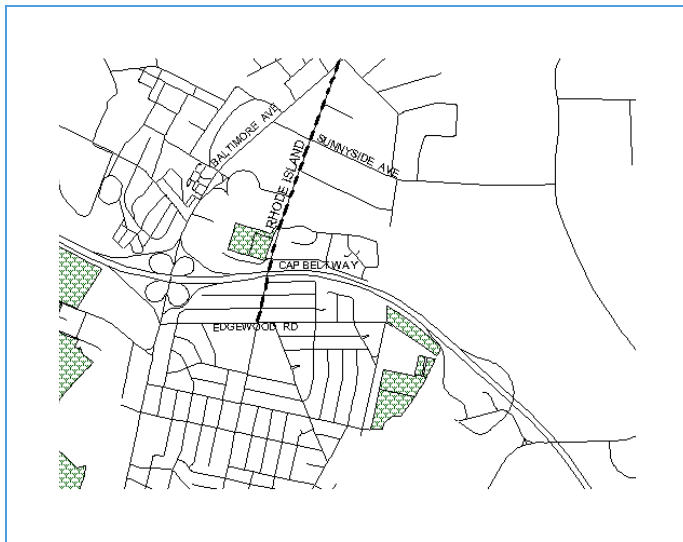 BALTIMORE AVE
SUNNYSIDE AVE
RHODE ISLAND
CAP BELTWAY
EDGEWOOD RD